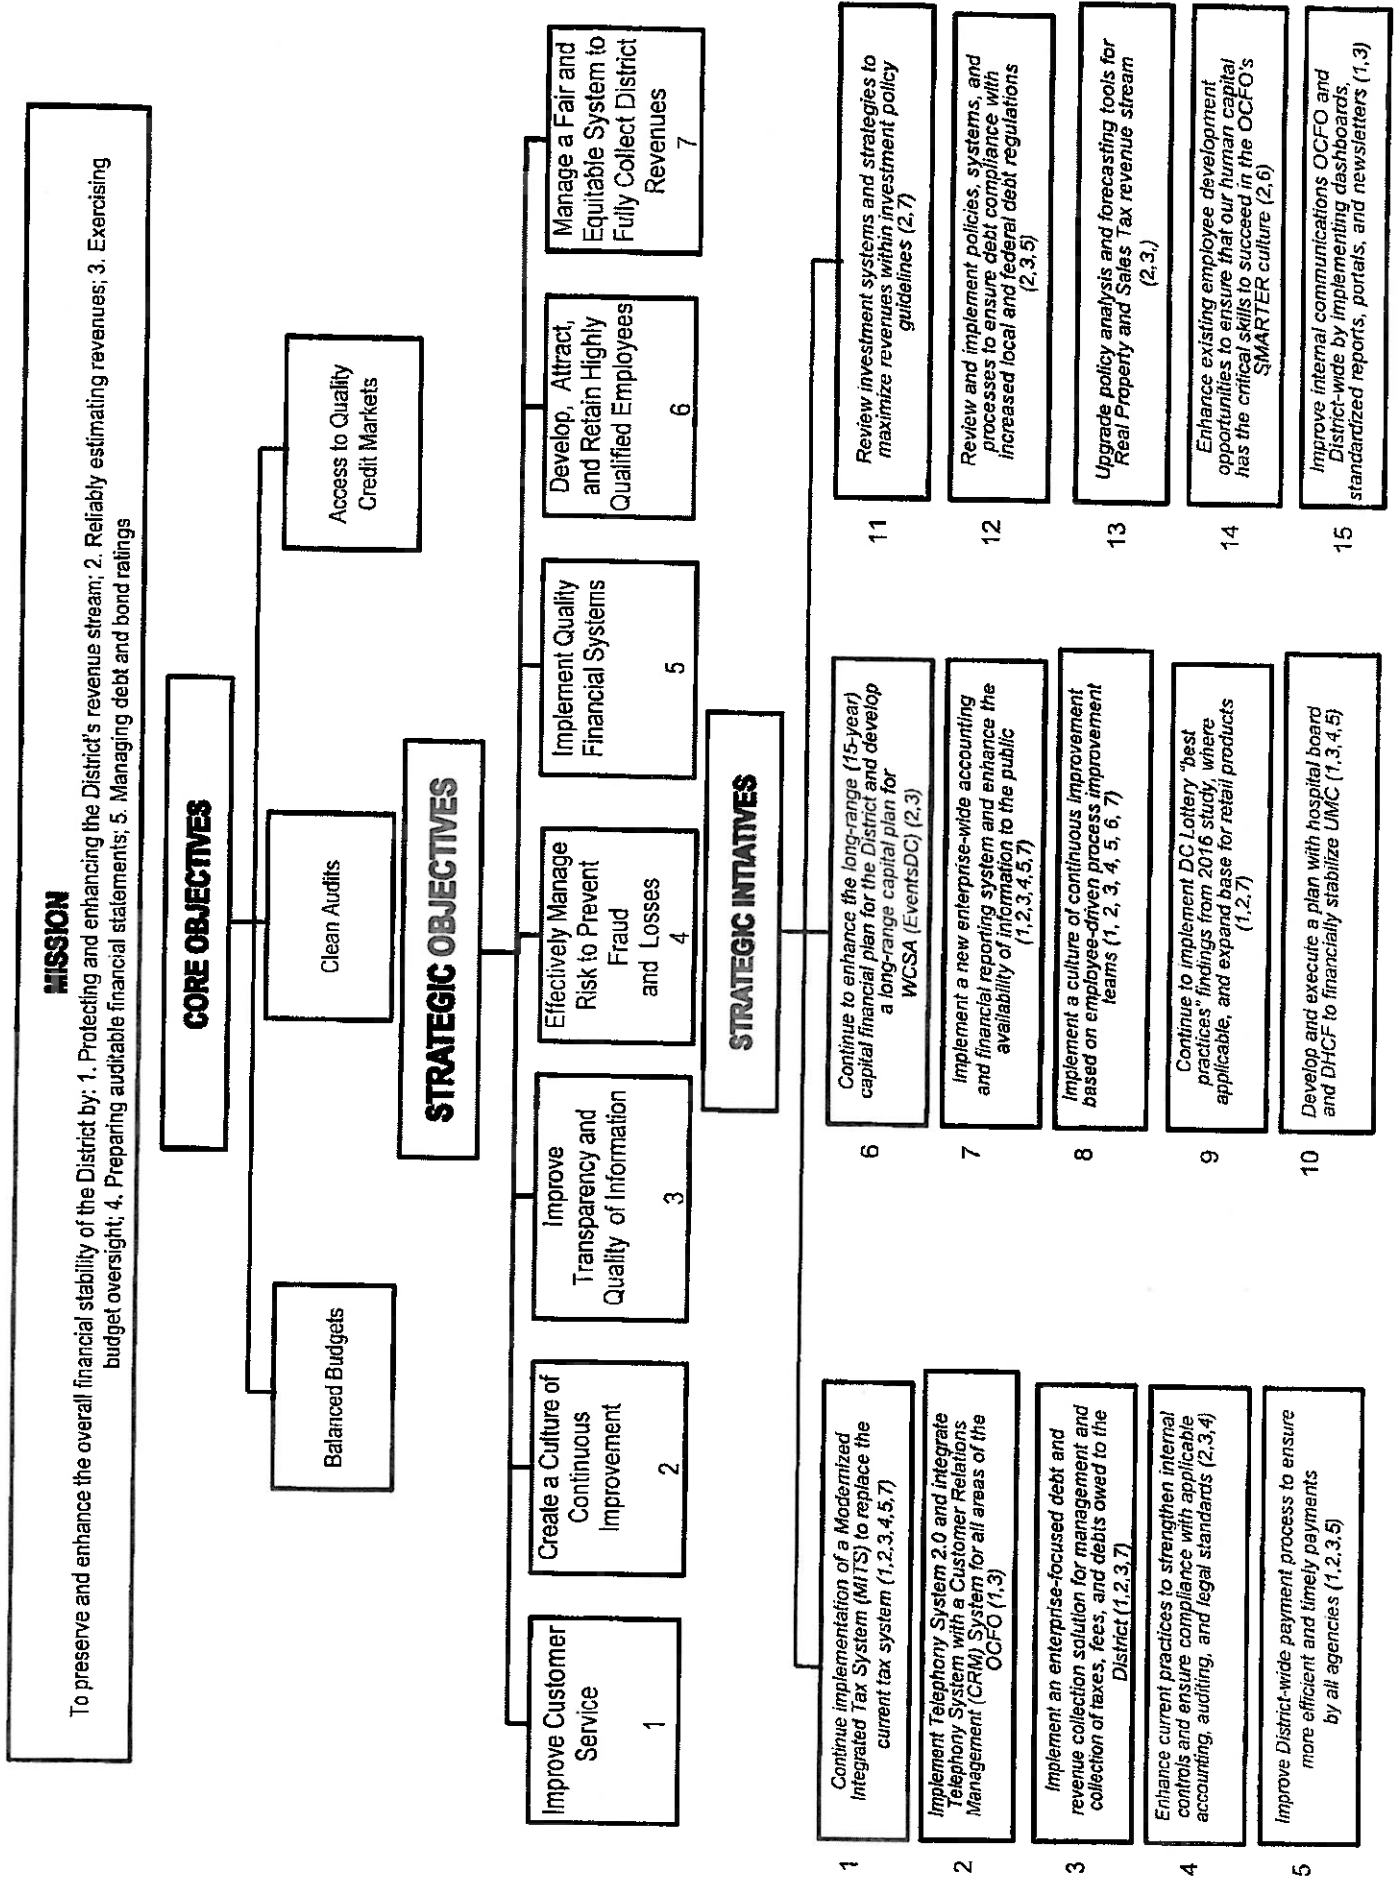 MISSION
To preserve and enhance the overall financial stability of the District by: 1. Protecting and enhancing the District's revenue stream; 2. Reliably estimating revenues; 3. Exercising
budget oversight; 4. Preparing auditable financial statements; 5. Managing debt and bond ratings
CORE OBJECTIVES
Balanced Budgets
Clean Audits
Access to Quality
Credit Markets
STRATEGIC OBJECTIVES
Improve Customer
Service
1
Create a Culture of
Continuous
Improvement
2
Improve
Transparency and
Quality of Information
3
Effectively Manage
Risk to Prevent
Fraud
and Losses
4
Implement Quality
Financial Systems
5
Develop, Attract,
and Retain Highly
Qualified Employees
6
Manage a Fair and
Equitable System to
Fully Collect District
Revenues
7
STRATEGIC INTIATIVES
1
Continue implementation of a Modernized
Integrated Tax System (MITS) to replace the
current tax system (1,2,3,4,5,7)
2
Implement Telephony System 2.0 and integrate
Telephony System with a Customer Relations
Management (CRM) System for all areas of the
OCFO (1,3)
3
Implement an enterprise-focused debt and
revenue collection solution for management and
collection of taxes, fees, and debts owed to the
District (1,2,3,7)
4
Enhance current practices to strengthen internal
controls and ensure compliance with applicable
accounting, auditing, and legal standards (2,3,4)
5
Improve District-wide payment process to ensure
more efficient and timely payments
by all agencies (1,2,3,5)
6
Continue to enhance the long-range (15-year)
capital financial plan for the District and develop
a long-range capital plan for
WCSA (EventsDC) (2,3)
7
Implement a new enterprise-wide accounting
and financial reporting system and enhance the
availability of information to the public
(1,2,3,4,5,7)
8
Implement a culture of continuous improvement
based on employee-driven process improvement
teams (1, 2, 3, 4, 5, 6, 7)
9
Continue to implement DC Lottery "best
practices" findings from 2016 study, where
applicable, and expand base for retail products
(1,2,7)
10
Develop and execute a plan with hospital board
and DHCF to financially stabilize UMC (1,3,4,5)
11
Review investment systems and strategies to
maximize revenues within investment policy
guidelines (2,7)
12
Review and implement policies, systems, and
processes to ensure debt compliance with
increased local and federal debt regulations
(2,3,5)
13
Upgrade policy analysis and forecasting tools for
Real Property and Sales Tax revenue stream
(2,3,)
14
Enhance existing employee development
opportunities to ensure that our human capital
has the critical skills to succeed in the OCFO's
SMARTER culture (2,6)
15
Improve internal communications OCFO and
District-wide by implementing dashboards,
standardized reports, portals, and newsletters (1,3)